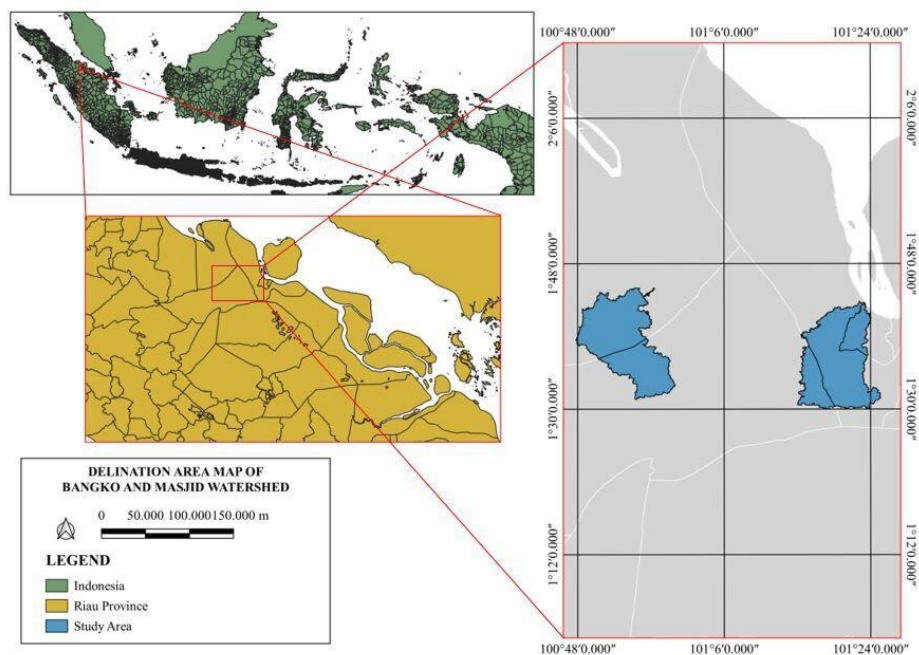 100°48'0.000″ 101°6'0.000″ 101°24'0.000″
2°6'0.000″ 2°6'0.000″
1°48'0.000″ 1°48'0.000″
1°30'0.000″ 1°30'0.000″
1°12'0.000″ 1°12'0.000″
100°48'0.000″ 101°6'0.000″ 101°24'0.000″
DELINATION AREA MAP OF
BANGKO AND MASJID WATERSHED
0 50.000 100.000 150.000 m
LEGEND
Indonesia
Riau Province
Study Area